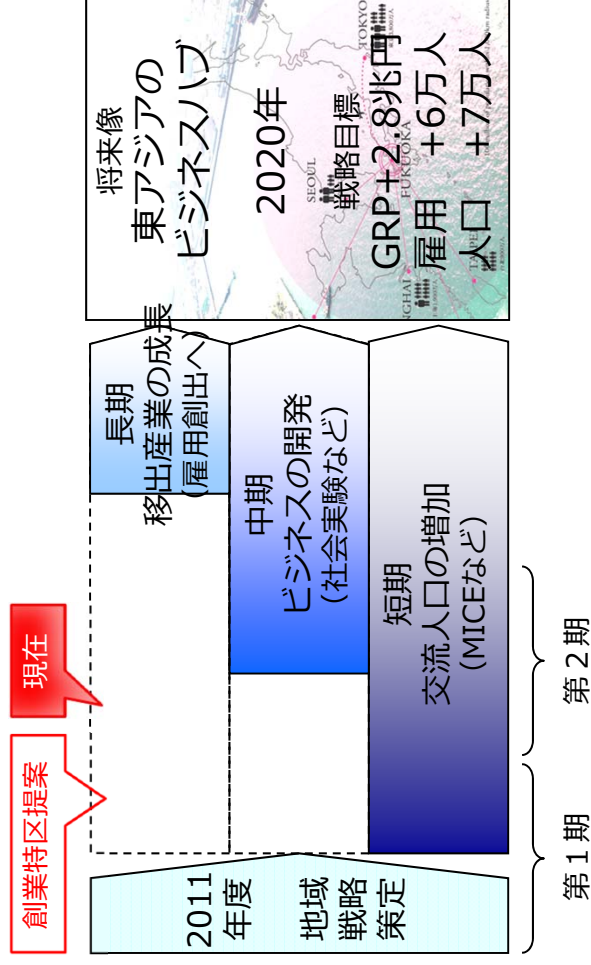 創業特区提案
現在
2011
年度
地域
戦略
策定
長期
移出産業の成長
(雇用創出へ)
中期
ビジネスの開発
(社会実験など)
短期
交流人口の増加
(MICEなど)
第1期
第2期
将来像
東アジアの
ビジネスハブ
2020年
戦略目標
GRP+2.8兆円
雇用 +6万人
人口 +7万人
TOKYO
SEOUL
FUKUOKA
NGHAI